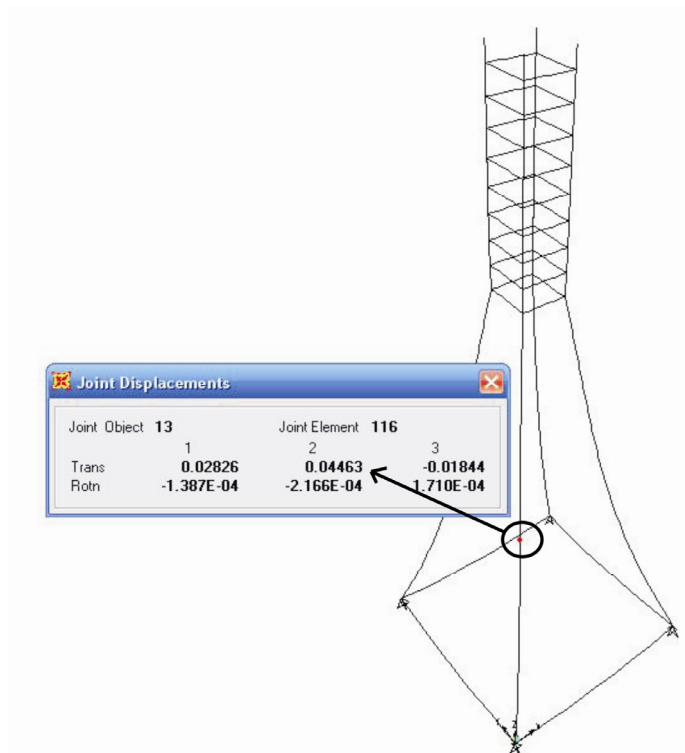 Joint Displacements
Joint Object 13 Joint Element 116
1 2 3
Trans 0.02826 0.04463 -0.01844
Rotn -1.387E-04 -2.166E-04 1.710E-04